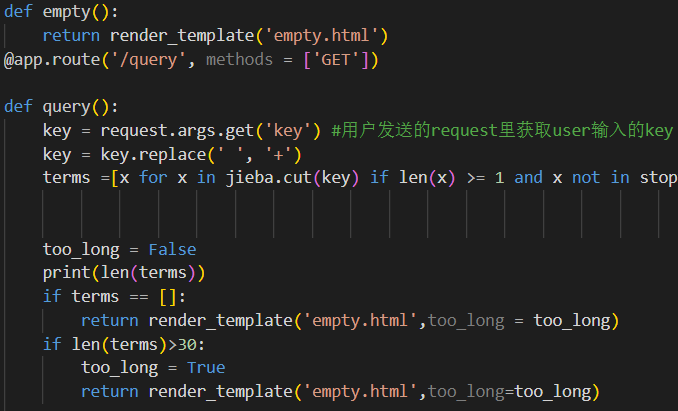 def empty():
    return render_template('empty.html')
@app.route('/query', methods = ['GET'])
def query():
    key = request.args.get('key') #用户发送的request里获取user输入的key
    key = key.replace(' ', '+')
    terms =[x for x in jieba.cut(key) if len(x) >= 1 and x not in stop
    too_long = False
    print(len(terms))
    if terms == []:
        return render_template('empty.html',too_long = too_long)
    if len(terms)>30:
        too_long = True
        return render_template('empty.html',too_long=too_long)